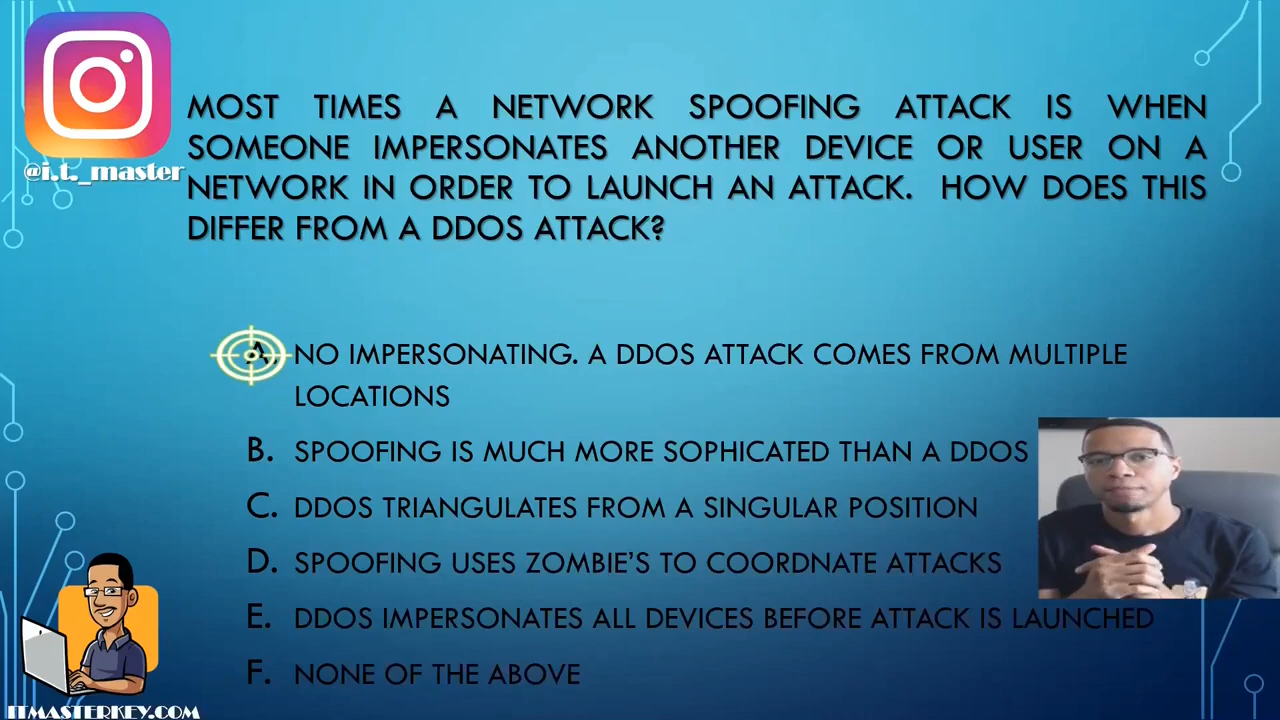 MOST TIMES A NETWORK SPOOFING ATTACK IS WHEN
SOMEONE IMPERSONATES ANOTHER DEVICE OR USER ON A
@i.t._master
NETWORK IN ORDER TO LAUNCH AN ATTACK. HOW DOES THIS
DIFFER FROM A DDOS ATTACK?
A. NO IMPERSONATING. A DDOS ATTACK COMES FROM MULTIPLE
LOCATIONS
B. SPOOFING IS MUCH MORE SOPHICATED THAN A DDOS
C. DDOS TRIANGULATES FROM A SINGULAR POSITION
D. SPOOFING USES ZOMBIE'S TO COORDNATE ATTACKS
E. DDOS IMPERSONATES ALL DEVICES BEFORE ATTACK IS LAUNCHED
F. NONE OF THE ABOVE
ITMASTERKEY.COM